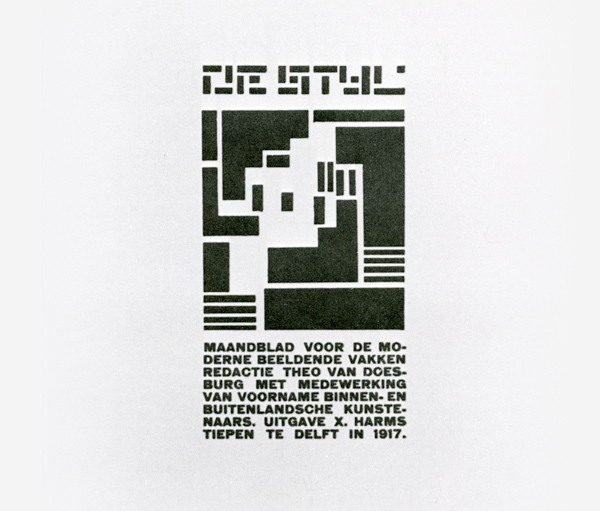 DE STIJL
MAANDBLAD VOOR DE MO-
DERNE BEELDENDE VAKKEN
REDACTIE THEO VAN DOES-
BURG MET MEDEWERKING
VAN VOORNAME BINNEN- EN
BUITENLANDSCHE KUNSTE-
NAARS. UITGAVE X. HARMS
TIEPEN TE DELFT IN 1917.